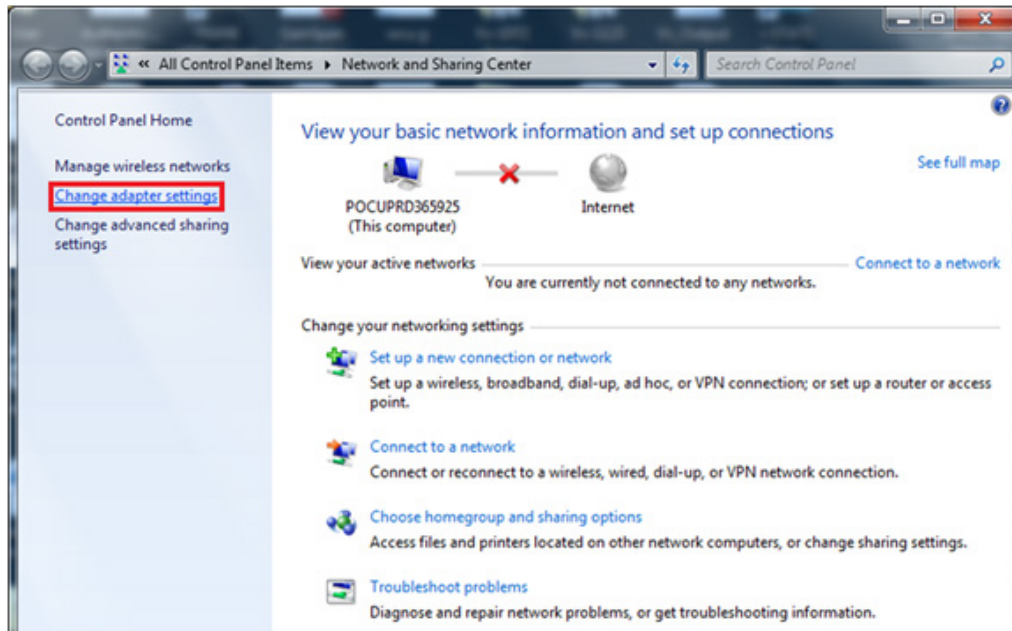 « All Control Panel Items ▸ Network and Sharing Center
Search Control Panel
Control Panel Home
Manage wireless networks
Change adapter settings
Change advanced sharing
settings
View your basic network information and set up connections
See full map
POCUPRD365925
(This computer)
Internet
View your active networks
Connect to a network
You are currently not connected to any networks.
Change your networking settings
Set up a new connection or network
Set up a wireless, broadband, dial-up, ad hoc, or VPN connection; or set up a router or access
point.
Connect to a network
Connect or reconnect to a wireless, wired, dial-up, or VPN network connection.
Choose homegroup and sharing options
Access files and printers located on other network computers, or change sharing settings.
Troubleshoot problems
Diagnose and repair network problems, or get troubleshooting information.